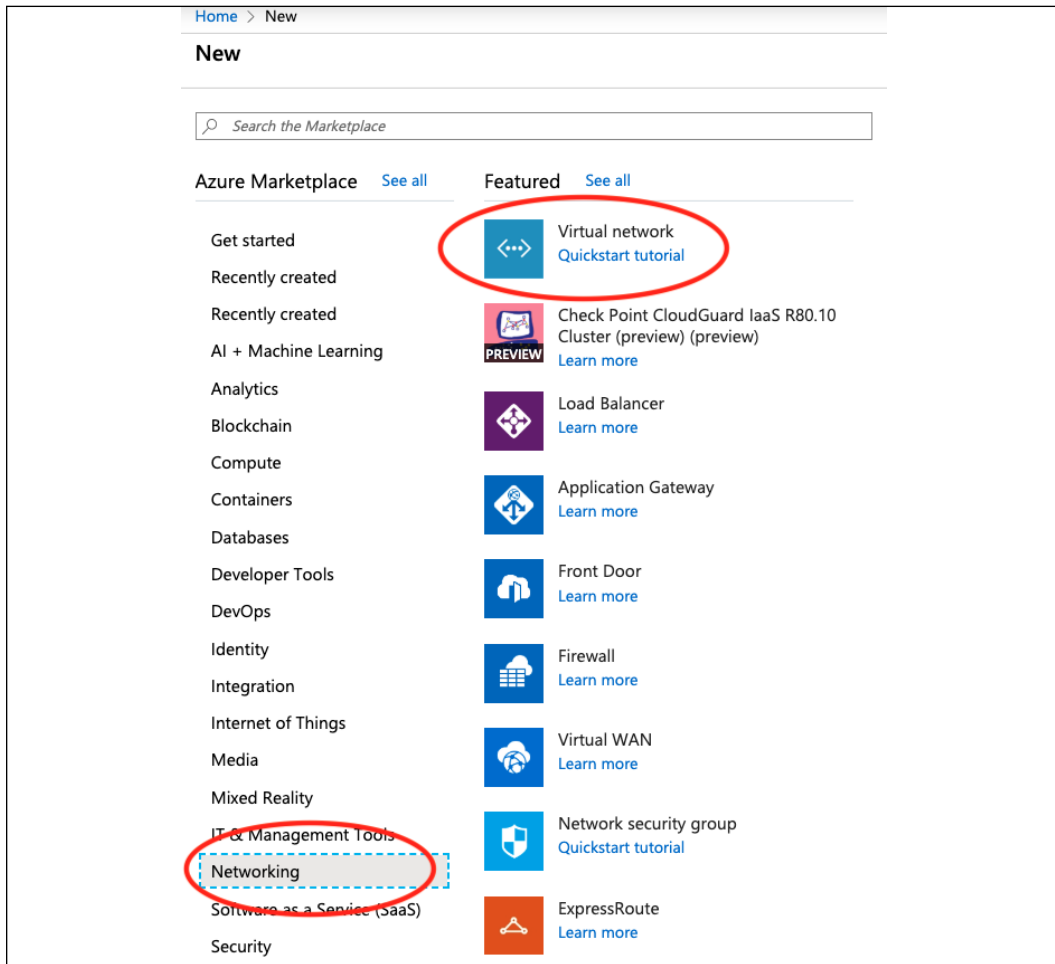 Home > New
New
Search the Marketplace
Azure Marketplace See all
Get started
Recently created
Recently created
AI + Machine Learning
Analytics
Blockchain
Compute
Containers
Databases
Developer Tools
DevOps
Identity
Integration
Internet of Things
Media
Mixed Reality
IT & Management Tools
Networking
Software as a Service (SaaS)
Security
Featured See all
Virtual network
Quickstart tutorial
PREVIEW
Check Point CloudGuard IaaS R80.10
Cluster (preview) (preview)
Learn more
Load Balancer
Learn more
Application Gateway
Learn more
Front Door
Learn more
Firewall
Learn more
Virtual WAN
Learn more
Network security group
Quickstart tutorial
ExpressRoute
Learn more